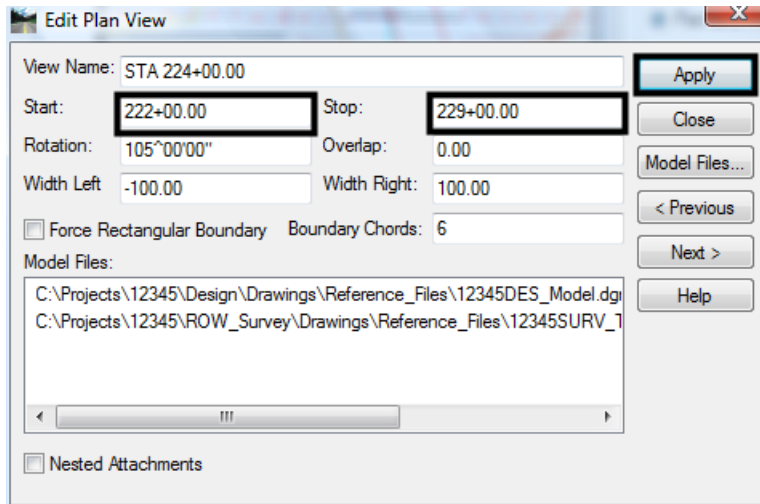 Edit Plan View
View Name: STA 224+00.00
Apply
Start: 222+00.00 Stop: 229+00.00
Close
Rotation: 105^00'00" Overlap: 0.00
Model Files...
Width Left -100.00 Width Right: 100.00
< Previous
Force Rectangular Boundary Boundary Chords: 6
Next >
Model Files:
C:\Projects\12345\Design\Drawings\Reference_Files\12345DES_Model.dg
Help
C:\Projects\12345\ROW_Survey\Drawings\Reference_Files\12345SURV_T
Nested Attachments